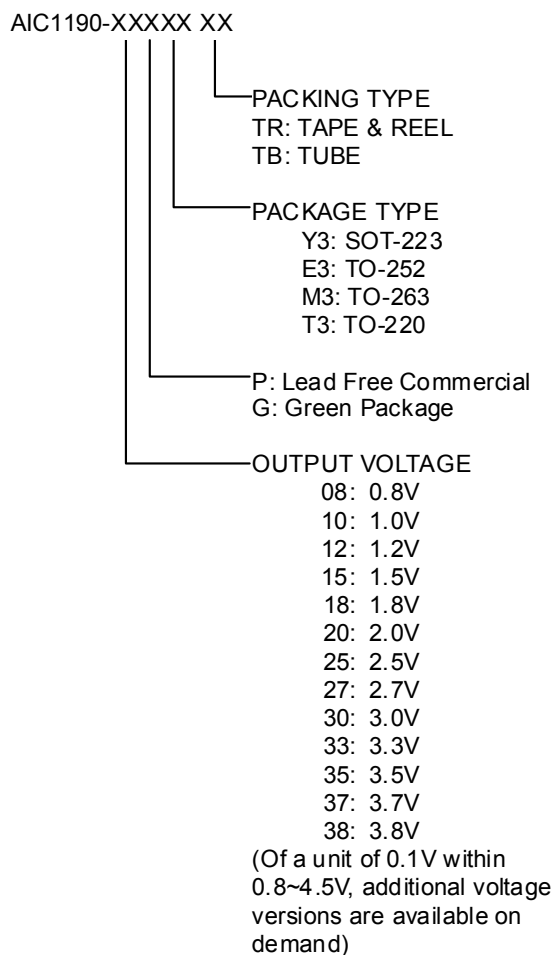 AIC1190-XXXXX XX
PACKING TYPE
TR: TAPE & REEL
TB: TUBE
PACKAGE TYPE
Y3: SOT-223
E3: TO-252
M3: TO-263
T3: TO-220
P: Lead Free Commercial
G: Green Package
OUTPUT VOLTAGE
08: 0.8V
10: 1.0V
12: 1.2V
15: 1.5V
18: 1.8V
20: 2.0V
25: 2.5V
27: 2.7V
30: 3.0V
33: 3.3V
35: 3.5V
37: 3.7V
38: 3.8V
(Of a unit of 0.1V within
0.8~4.5V, additional voltage
versions are available on
demand)